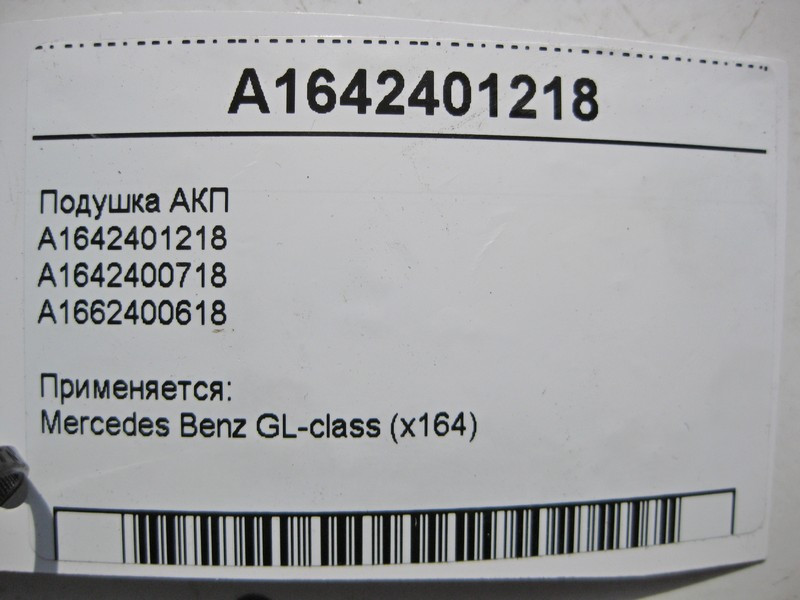 A1642401218
Подушка АКП
A1642401218
A1642400718
A1662400618
Применяется:
Mercedes Benz GL-class (x164)